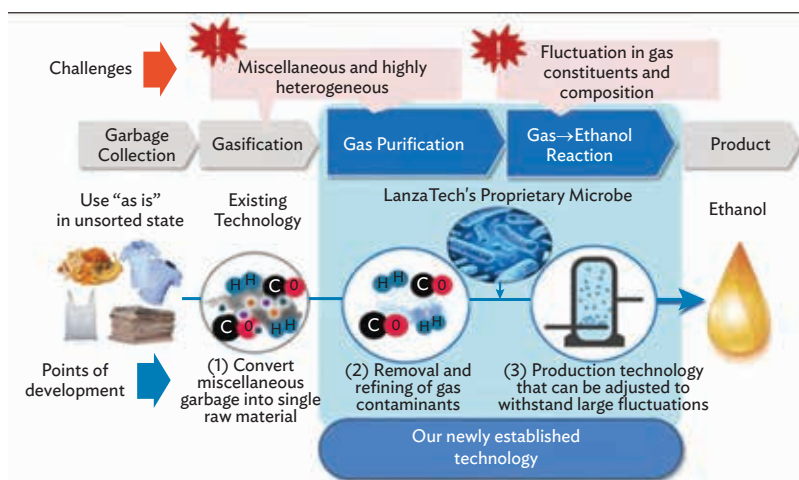 Challenges
!
Miscellaneous and highly
heterogeneous
!
Fluctuation in gas
constituents and
composition
Garbage
Collection
Gasification
Gas Purification
Gas→Ethanol
Reaction
Product
Use "as is"
in unsorted state
Existing
Technology
LanzaTech's Proprietary Microbe
Ethanol
H H
C O
C O
H H
H H
C O
C O
H H
Points of
development
(1) Convert
miscellaneous
garbage into single
raw material
(2) Removal and
refining of gas
contaminants
(3) Production technology
that can be adjusted to
withstand large fluctuations
Our newly established
technology